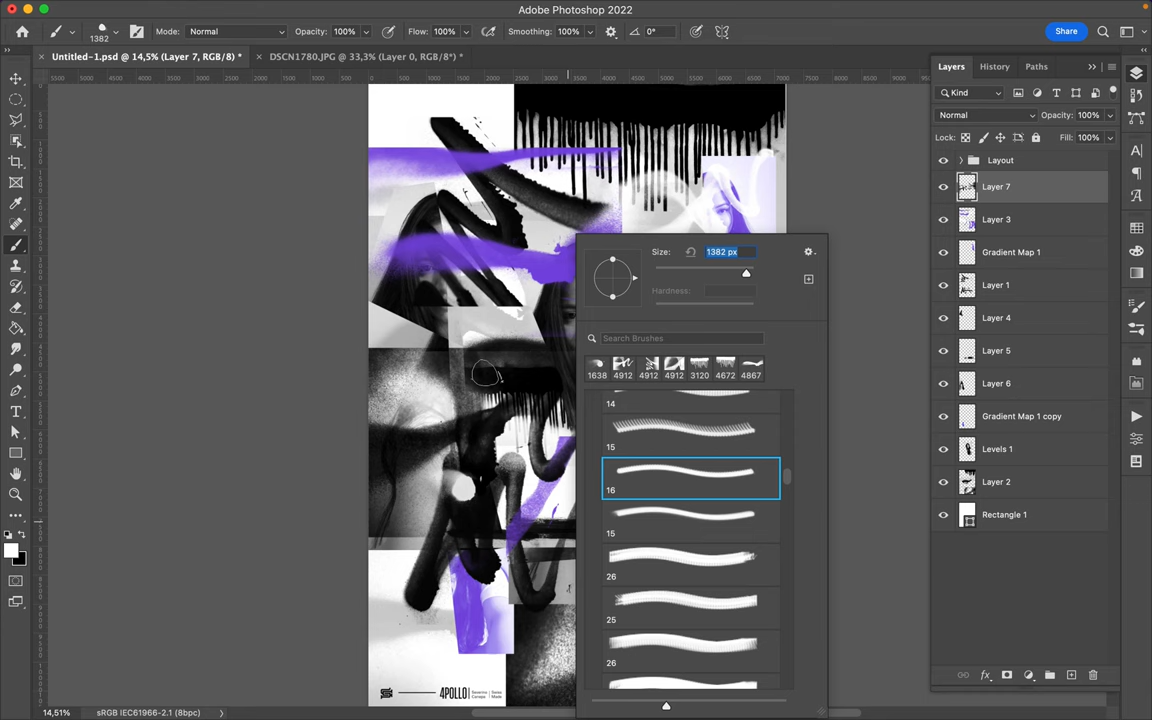 Adobe Photoshop 2022
1382
Mode: Normal
Opacity: 100%
Flow: 100%
Smoothing: 100%
0°
Share
Untitled-1.psd @ 14,5% (Layer 7, RGB/8) *
DSCN1780.JPG @ 33,3% (Layer 0, RGB/8*) *
Layers
History
Paths
Kind
Normal
Opacity: 100%
Lock:
Fill: 100%
Layout
Layer 7
Layer 3
Gradient Map 1
Layer 1
Layer 4
Layer 5
Layer 6
Gradient Map 1 copy
Levels 1
Layer 2
Rectangle 1
Size:
1382 px
Hardness:
Search Brushes
1638 4912 4912 4912 3120 4672 4867
14
15
16
15
26
25
26
4POLLO
14,51%
sRGB IEC61966-2.1 (8bpc)